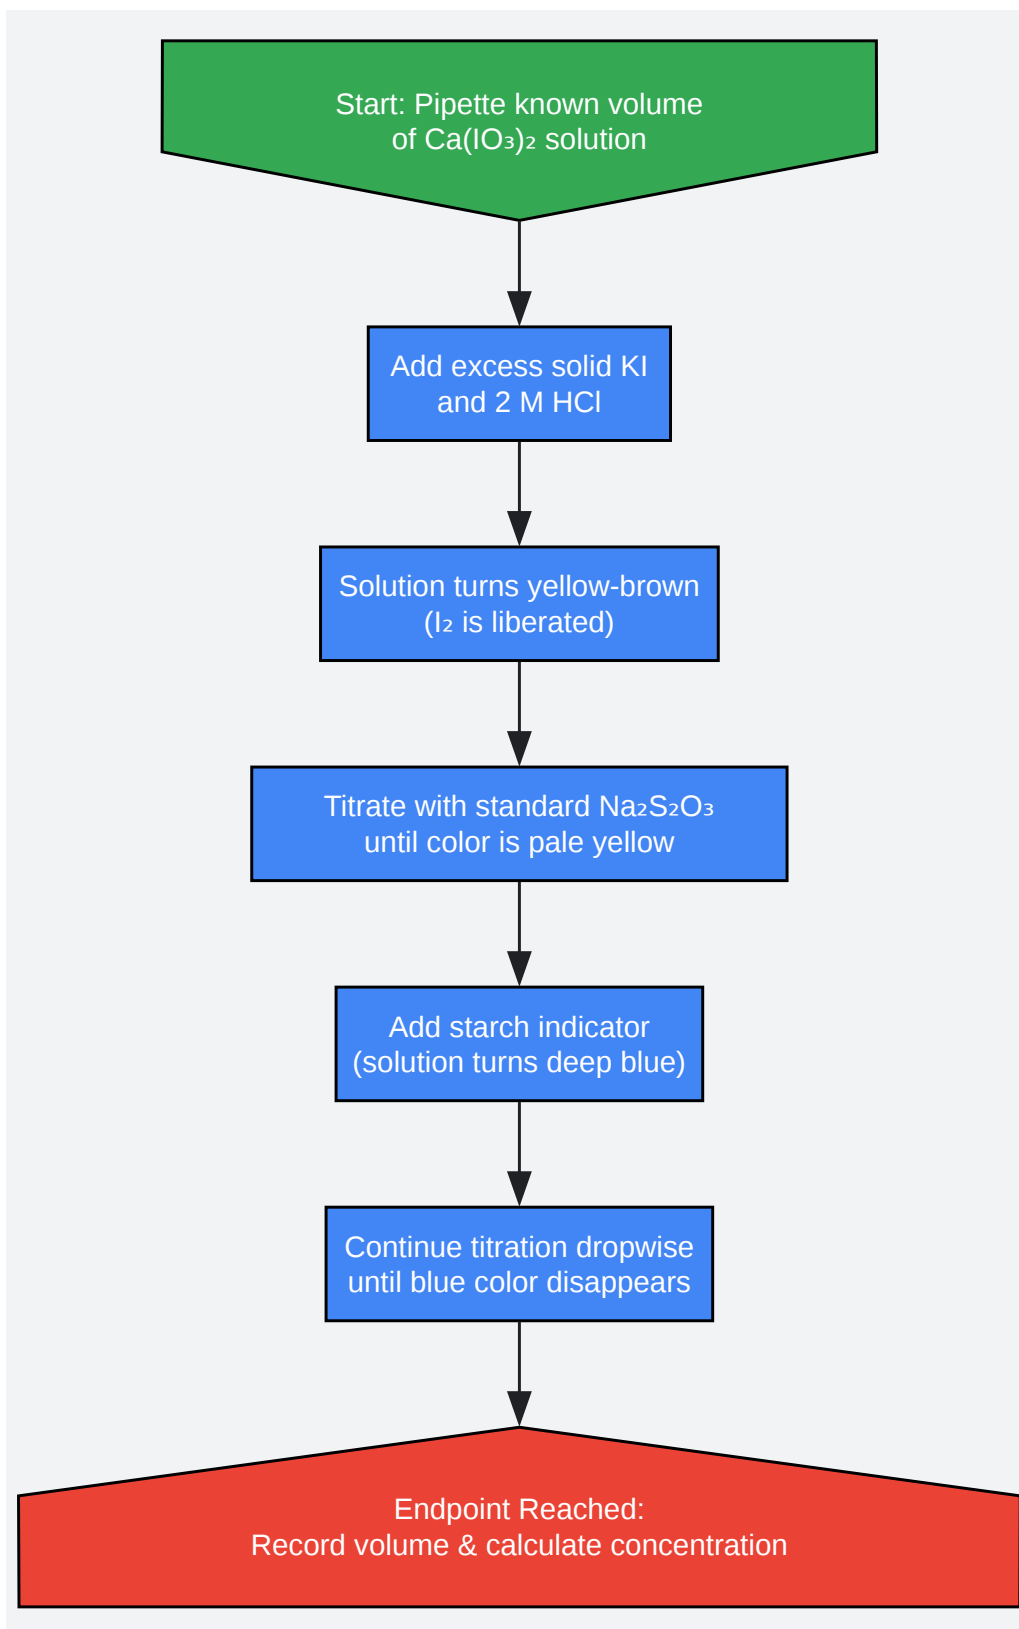 Start: Pipette known volume
of Ca(IO₃)₂ solution
Add excess solid KI
and 2 M HCl
Solution turns yellow-brown
(I₂ is liberated)
Titrate with standard Na₂S₂O₃
until color is pale yellow
Add starch indicator
(solution turns deep blue)
Continue titration dropwise
until blue color disappears
Endpoint Reached:
Record volume & calculate concentration